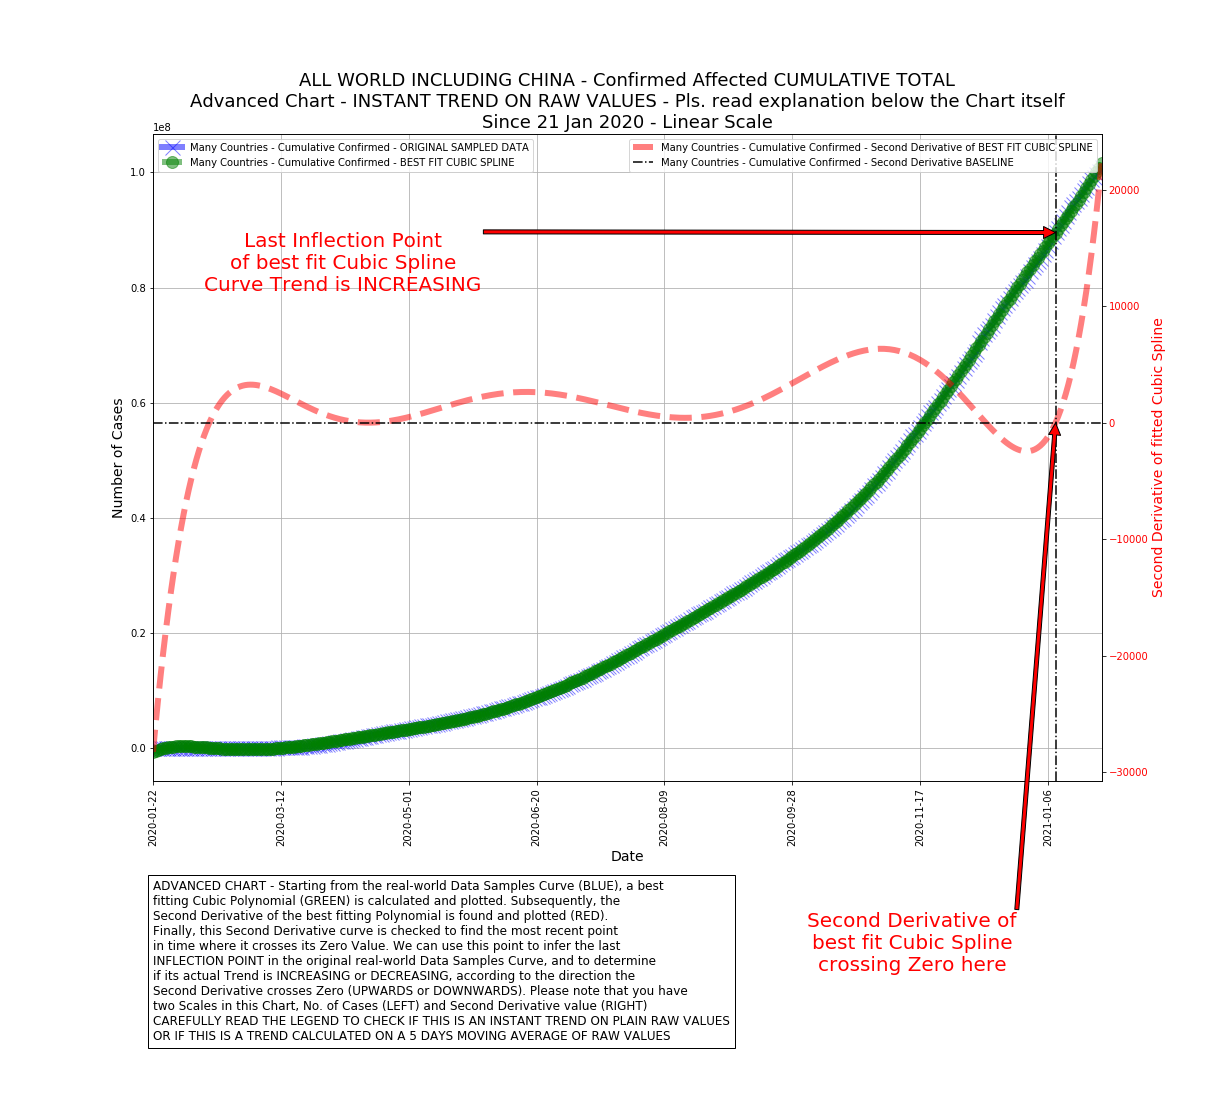 ALL WORLD INCLUDING CHINA - Confirmed Affected CUMULATIVE TOTAL
Advanced Chart - INSTANT TREND ON RAW VALUES - Pls. read explanation below the Chart itself
Since 21 Jan 2020 - Linear Scale
1e8
Many Countries - Cumulative Confirmed - ORIGINAL SAMPLED DATA
Many Countries - Cumulative Confirmed - BEST FIT CUBIC SPLINE
Many Countries - Cumulative Confirmed - Second Derivative of BEST FIT CUBIC SPLINE
Many Countries - Cumulative Confirmed - Second Derivative BASELINE
Last Inflection Point
of best fit Cubic Spline
Curve Trend is INCREASING
Number of Cases
1.0
0.8
0.6
0.4
0.2
0.0
20000
10000
0
−10000
−20000
−30000
Second Derivative of fitted Cubic Spline
2020-01-22
2020-03-12
2020-05-01
2020-06-20
2020-08-09
2020-09-28
2020-11-17
2021-01-06
Date
ADVANCED CHART - Starting from the real-world Data Samples Curve (BLUE), a best
fitting Cubic Polynomial (GREEN) is calculated and plotted. Subsequently, the
Second Derivative of the best fitting Polynomial is found and plotted (RED).
Finally, this Second Derivative curve is checked to find the most recent point
in time where it crosses its Zero Value. We can use this point to infer the last
INFLECTION POINT in the original real-world Data Samples Curve, and to determine
if its actual Trend is INCREASING or DECREASING, according to the direction the
Second Derivative crosses Zero (UPWARDS or DOWNWARDS). Please note that you have
two Scales in this Chart, No. of Cases (LEFT) and Second Derivative value (RIGHT)
CAREFULLY READ THE LEGEND TO CHECK IF THIS IS AN INSTANT TREND ON PLAIN RAW VALUES
OR IF THIS IS A TREND CALCULATED ON A 5 DAYS MOVING AVERAGE OF RAW VALUES
Second Derivative of
best fit Cubic Spline
crossing Zero here